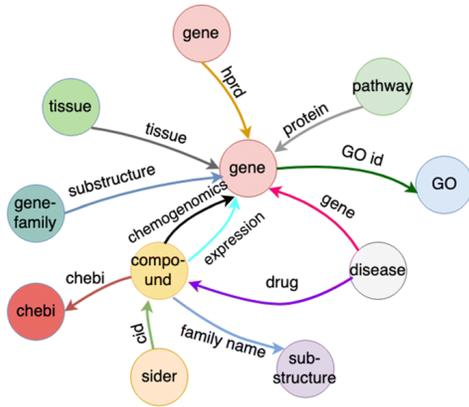 gene
hprd
pathway
tissue
protein
tissue
gene
GO id
GO
substructure
gene-
family
chemogenomics
expression
gene
compo-
und
disease
drug
chebi
chebi
cid
family name
sub-
structure
sider